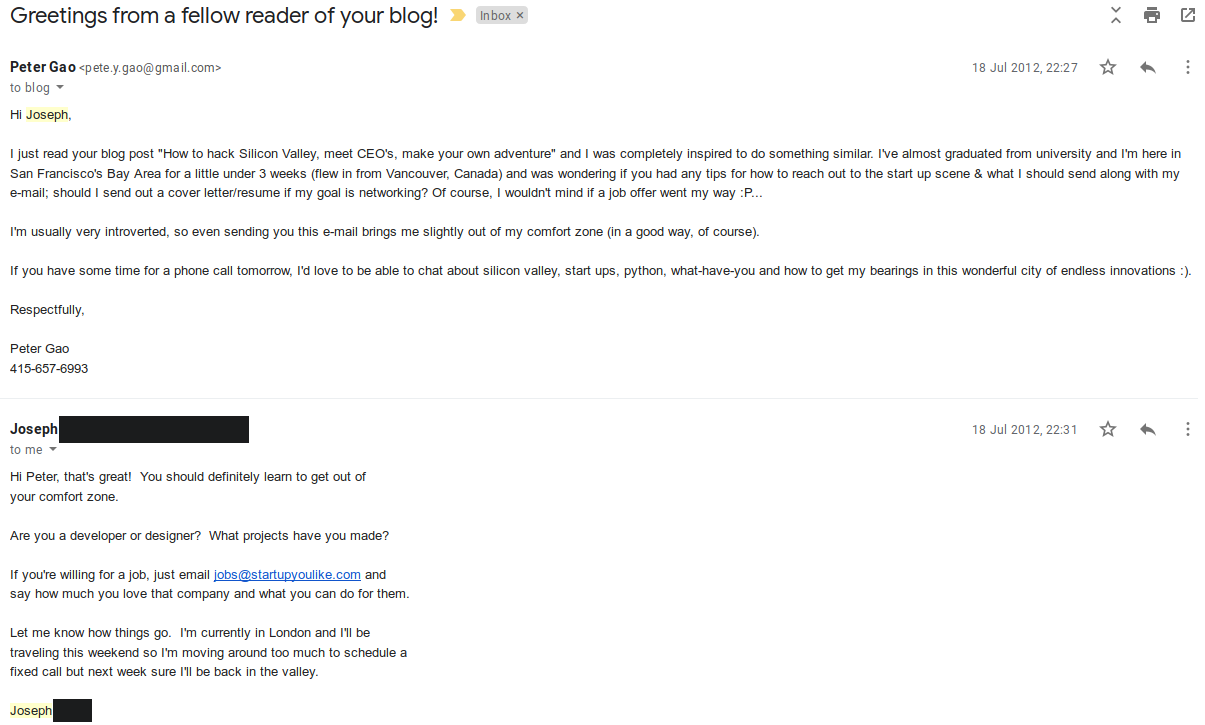 Greetings from a fellow reader of your blog! Inbox ×
Peter Gao <pete.y.gao@gmail.com> 18 Jul 2012, 22:27
to blog
Hi Joseph,
I just read your blog post "How to hack Silicon Valley, meet CEO's, make your own adventure" and I was completely inspired to do something similar. I've almost graduated from university and I'm here in
San Francisco's Bay Area for a little under 3 weeks (flew in from Vancouver, Canada) and was wondering if you had any tips for how to reach out to the start up scene & what I should send along with my
e-mail; should I send out a cover letter/resume if my goal is networking? Of course, I wouldn't mind if a job offer went my way :P...
I'm usually very introverted, so even sending you this e-mail brings me slightly out of my comfort zone (in a good way, of course).
If you have some time for a phone call tomorrow, I'd love to be able to chat about silicon valley, start ups, python, what-have-you and how to get my bearings in this wonderful city of endless innovations :).
Respectfully,
Peter Gao
415-657-6993
Joseph 18 Jul 2012, 22:31
to me
Hi Peter, that's great!  You should definitely learn to get out of
your comfort zone.
Are you a developer or designer?  What projects have you made?
If you're willing for a job, just email jobs@startupyoulike.com and
say how much you love that company and what you can do for them.
Let me know how things go.  I'm currently in London and I'll be
traveling this weekend so I'm moving around too much to schedule a
fixed call but next week sure I'll be back in the valley.
Joseph